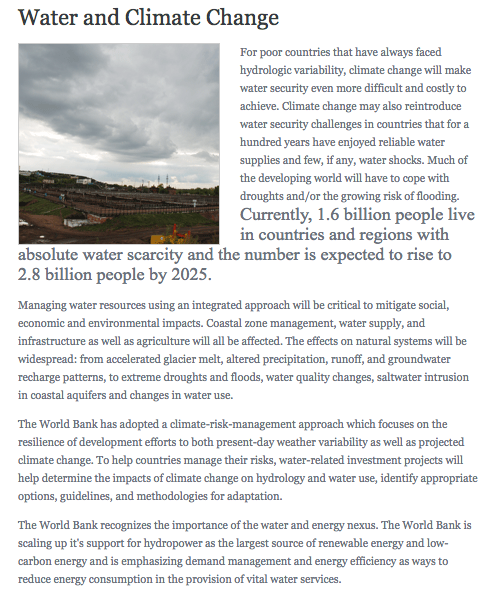 Water and Climate Change
For poor countries that have always faced
hydrologic variability, climate change will make
water security even more difficult and costly to
achieve. Climate change may also reintroduce
water security challenges in countries that for a
hundred years have enjoyed reliable water
supplies and few, if any, water shocks. Much of
the developing world will have to cope with
droughts and/or the growing risk of flooding.
Currently, 1.6 billion people live
in countries and regions with
absolute water scarcity and the number is expected to rise to
2.8 billion people by 2025.
Managing water resources using an integrated approach will be critical to mitigate social,
economic and environmental impacts. Coastal zone management, water supply, and
infrastructure as well as agriculture will all be affected. The effects on natural systems will be
widespread: from accelerated glacier melt, altered precipitation, runoff, and groundwater
recharge patterns, to extreme droughts and floods, water quality changes, saltwater intrusion
in coastal aquifers and changes in water use.
The World Bank has adopted a climate-risk-management approach which focuses on the
resilience of development efforts to both present-day weather variability as well as projected
climate change. To help countries manage their risks, water-related investment projects will
help determine the impacts of climate change on hydrology and water use, identify appropriate
options, guidelines, and methodologies for adaptation.
The World Bank recognizes the importance of the water and energy nexus. The World Bank is
scaling up it's support for hydropower as the largest source of renewable energy and low-
carbon energy and is emphasizing demand management and energy efficiency as ways to
reduce energy consumption in the provision of vital water services.